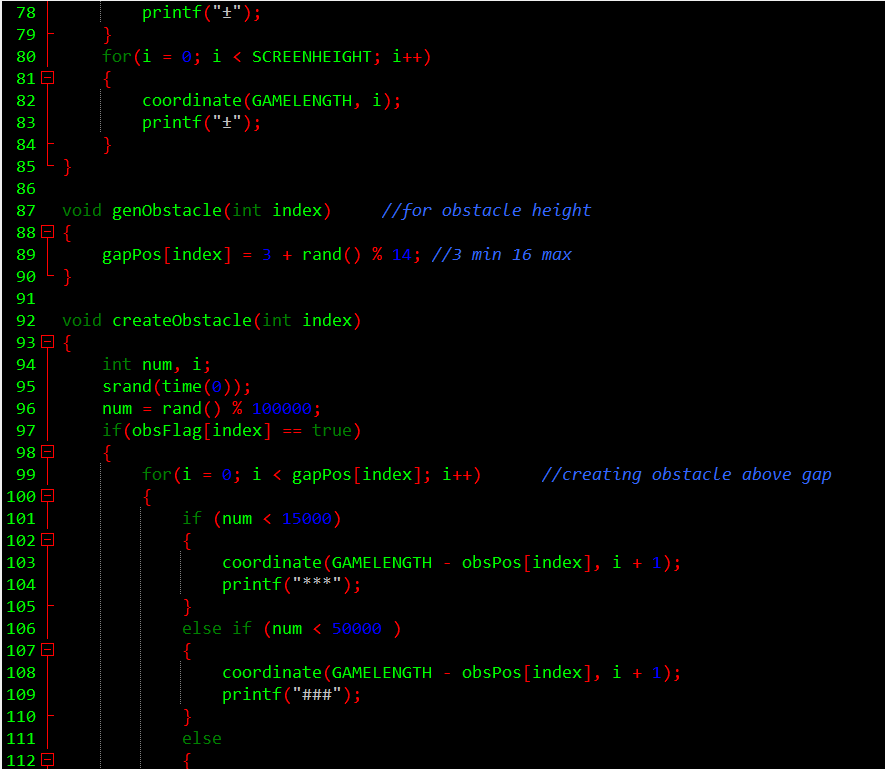 78         printf("±");
79     }
80     for(i = 0; i < SCREENHEIGHT; i++)
81     {
82         coordinate(GAMELENGTH, i);
83         printf("±");
84     }
85 }
86
87 void genObstacle(int index)     //for obstacle height
88 {
89     gapPos[index] = 3 + rand() % 14; //3 min 16 max
90 }
91
92 void createObstacle(int index)
93 {
94     int num, i;
95     srand(time(0));
96     num = rand() % 100000;
97     if(obsFlag[index] == true)
98     {
99         for(i = 0; i < gapPos[index]; i++)      //creating obstacle above gap
100         {
101             if (num < 15000)
102             {
103                 coordinate(GAMELENGTH - obsPos[index], i + 1);
104                 printf("***");
105             }
106             else if (num < 50000 )
107             {
108                 coordinate(GAMELENGTH - obsPos[index], i + 1);
109                 printf("###");
110             }
111             else
112             {